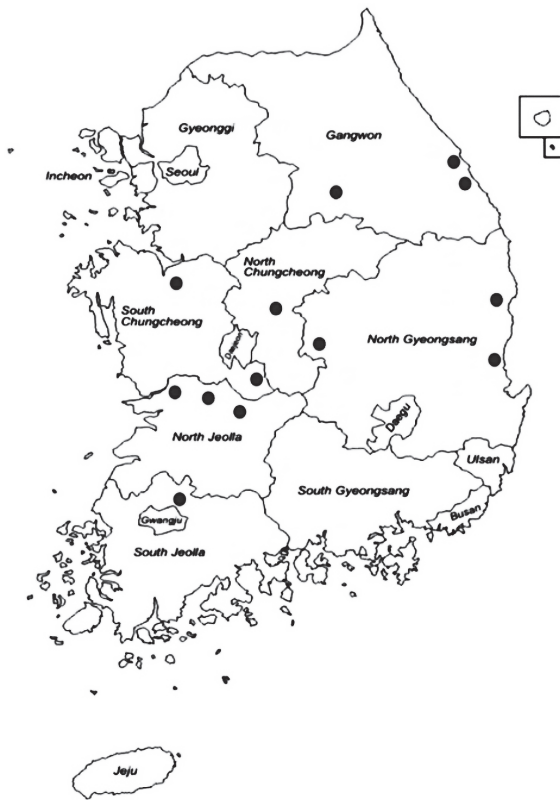 Gyeonggi
Gangwon
Incheon
Seoul
North
Chungcheong
South
Chungcheong
Daejeon
North Gyeongsang
Daegu
North Jeolla
Ulsan
South Gyeongsang
Busan
Gwangju
South Jeolla
Jeju